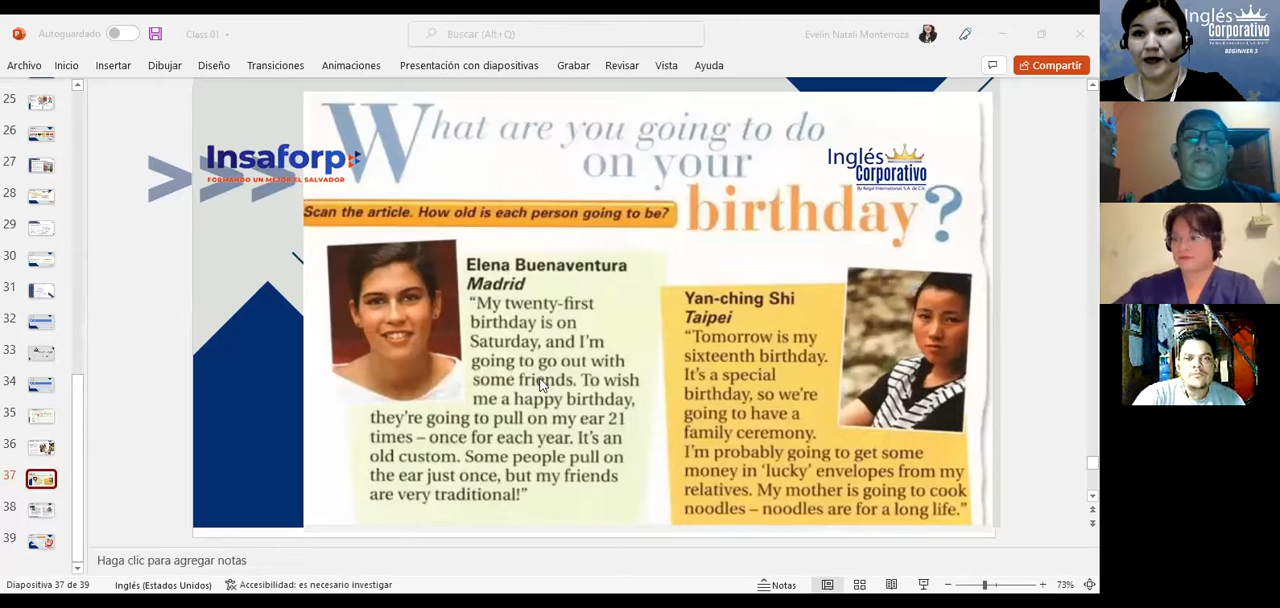 Autoguardado
Class 01
Buscar (Alt+Q)
Evelin Natali Monterroza
Archivo
Inicio
Insertar
Dibujar
Diseño
Transiciones
Animaciones
Presentación con diapositivas
Grabar
Revisar
Vista
Ayuda
Compartir
25
26
27
28
29
30
31
32
33
34
35
36
37
38
39
Insaforp
FORMANDO UN MEJOR EL SALVADOR
What are you going to do
on your
birthday?
Inglés
Corporativo
By Regal International, S.A. de C.V.
Scan the article. How old is each person going to be?
Elena Buenaventura
Madrid
“My twenty-first
birthday is on
Saturday, and I'm
going to go out with
some friends. To wish
me a happy birthday,
they're going to pull on my ear 21
times – once for each year. It's an
old custom. Some people pull on
the ear just once, but my friends
are very traditional!”
Yan-ching Shi
Taipei
“Tomorrow is my
sixteenth birthday.
It's a special
birthday, so we're
going to have a
family ceremony.
I'm probably going to get some
money in ‘lucky’ envelopes from my
relatives. My mother is going to cook
noodles – noodles are for a long life.”
Haga clic para agregar notas
Diapositiva 37 de 39
Inglés (Estados Unidos)
Accesibilidad: es necesario investigar
Notas
73%
Inglés
Corporativo
BEGINNER 3